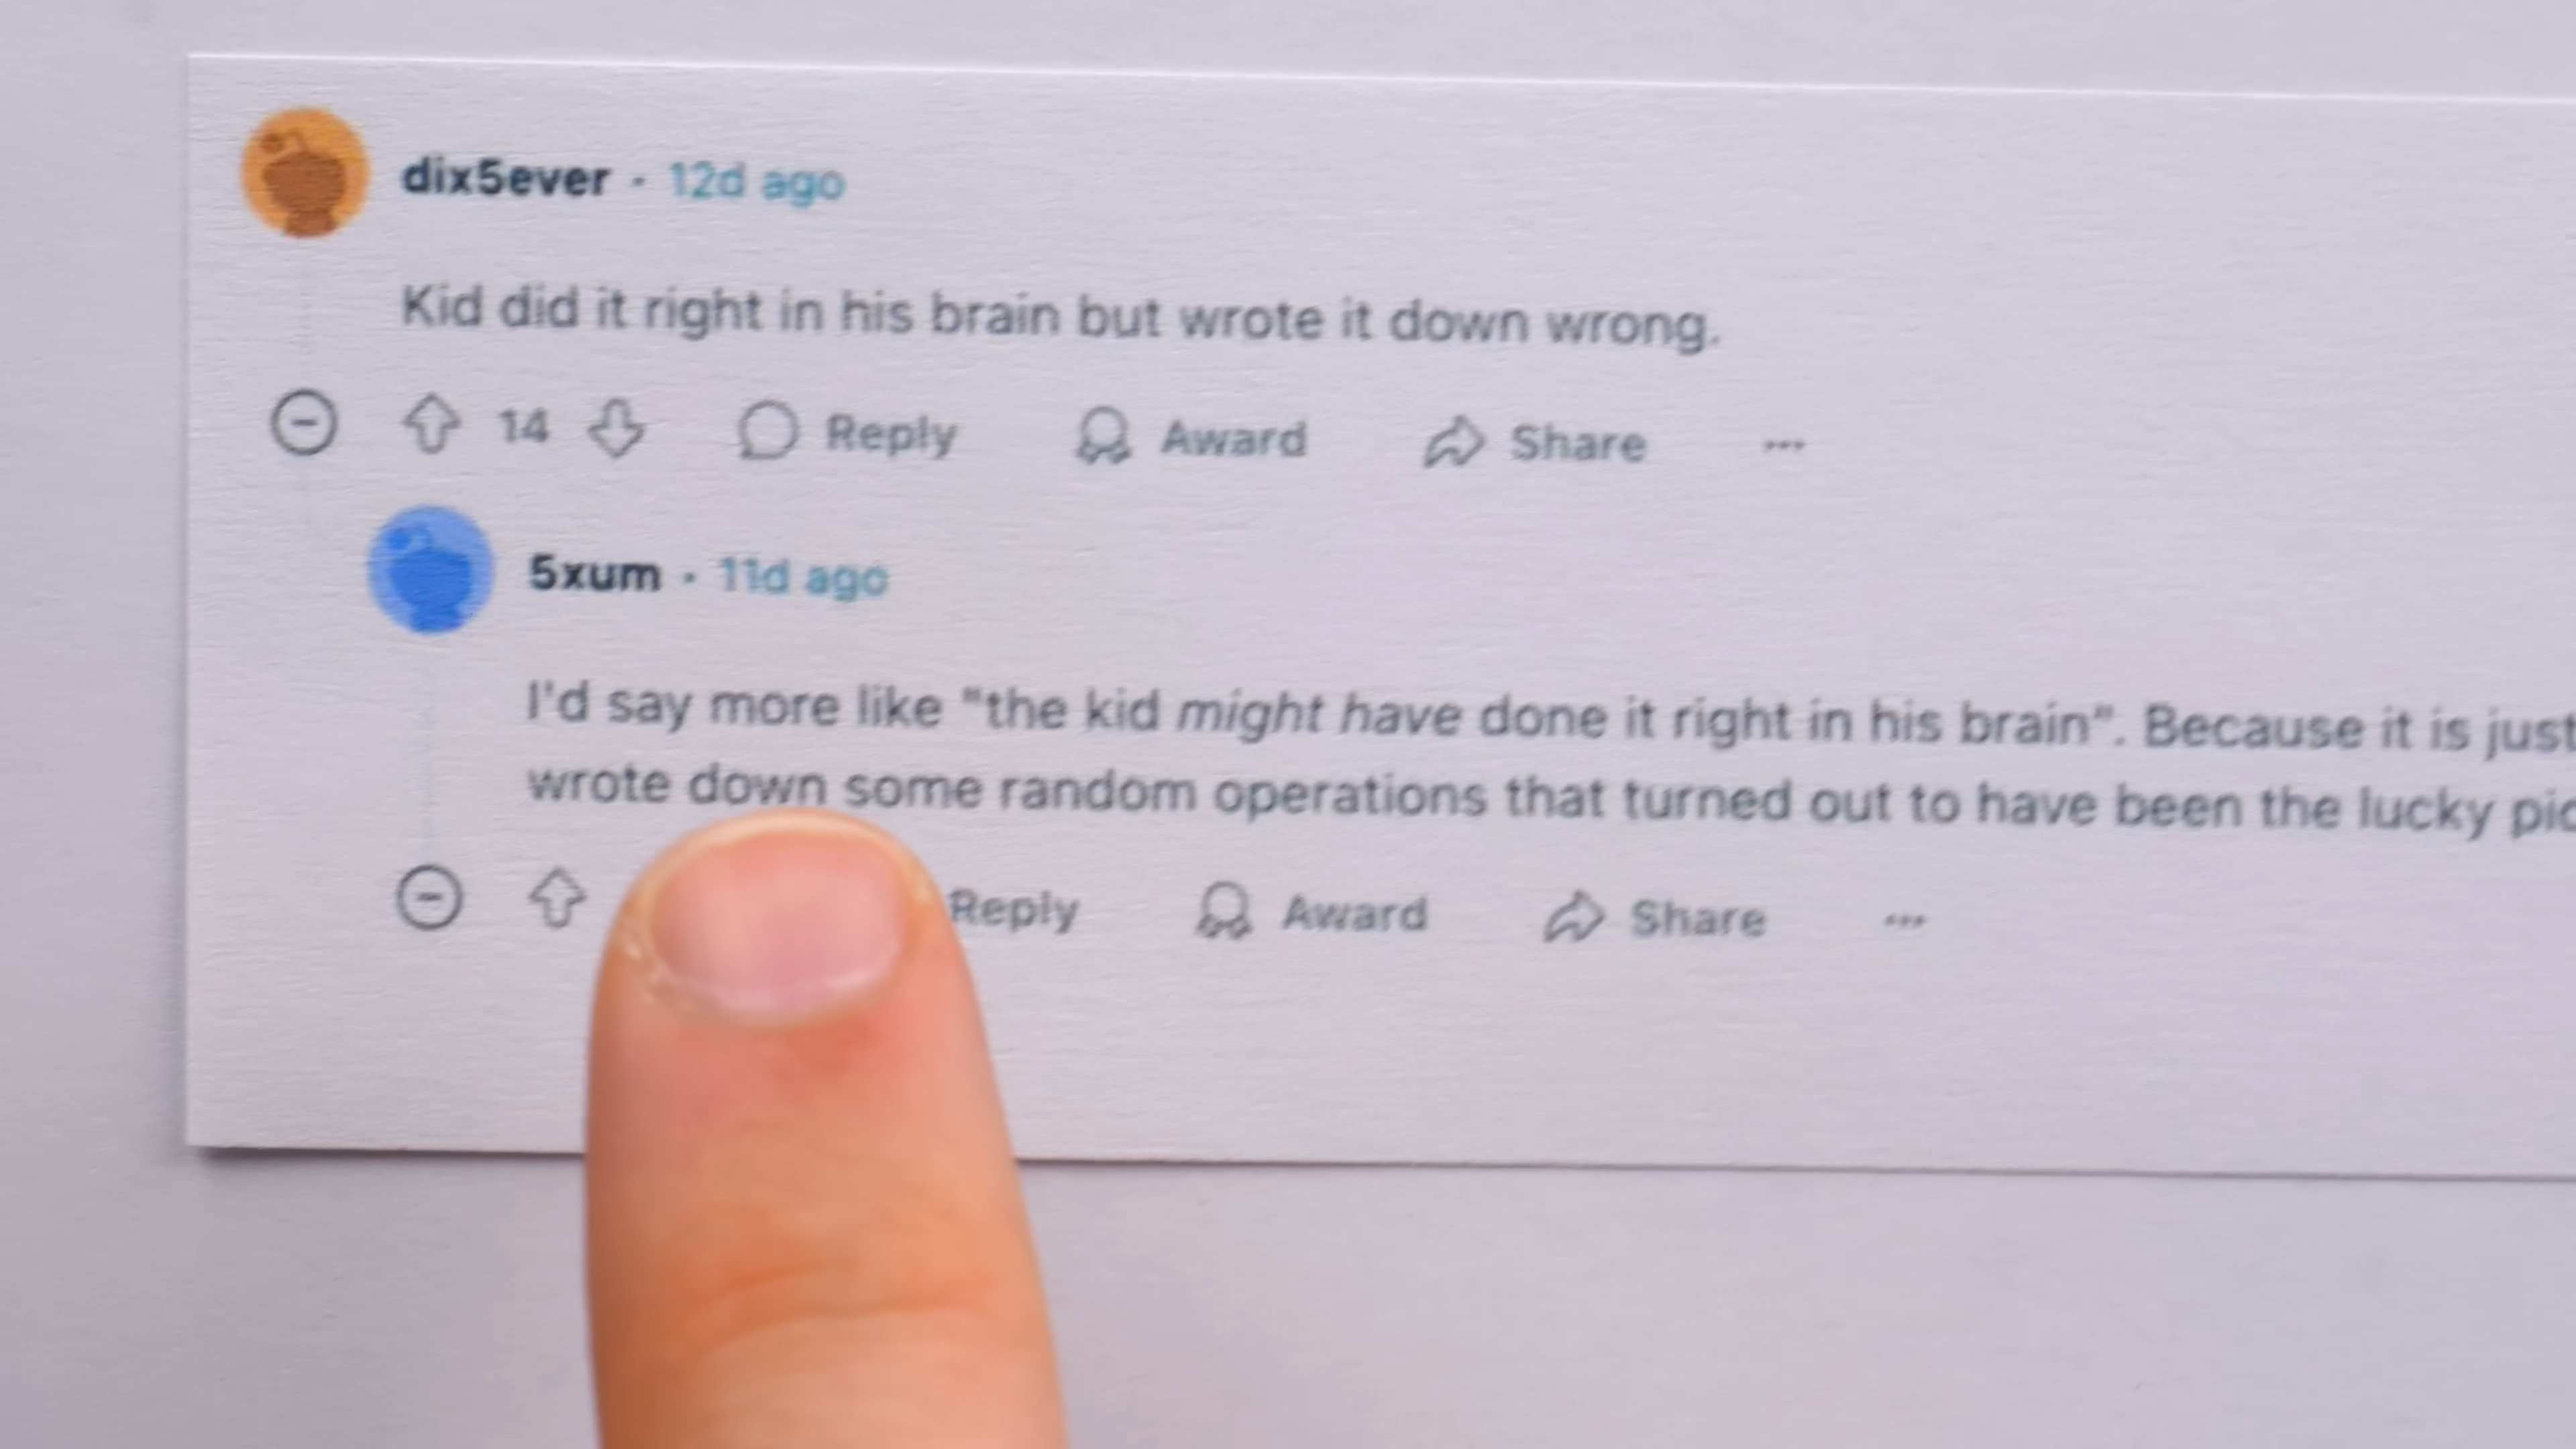 dix5ever · 12d ago
Kid did it right in his brain but wrote it down wrong.
14 Reply Award Share ...
5xum · 11d ago
I'd say more like "the kid might have done it right in his brain". Because it is just
wrote down some random operations that turned out to have been the lucky
Reply Award Share ...